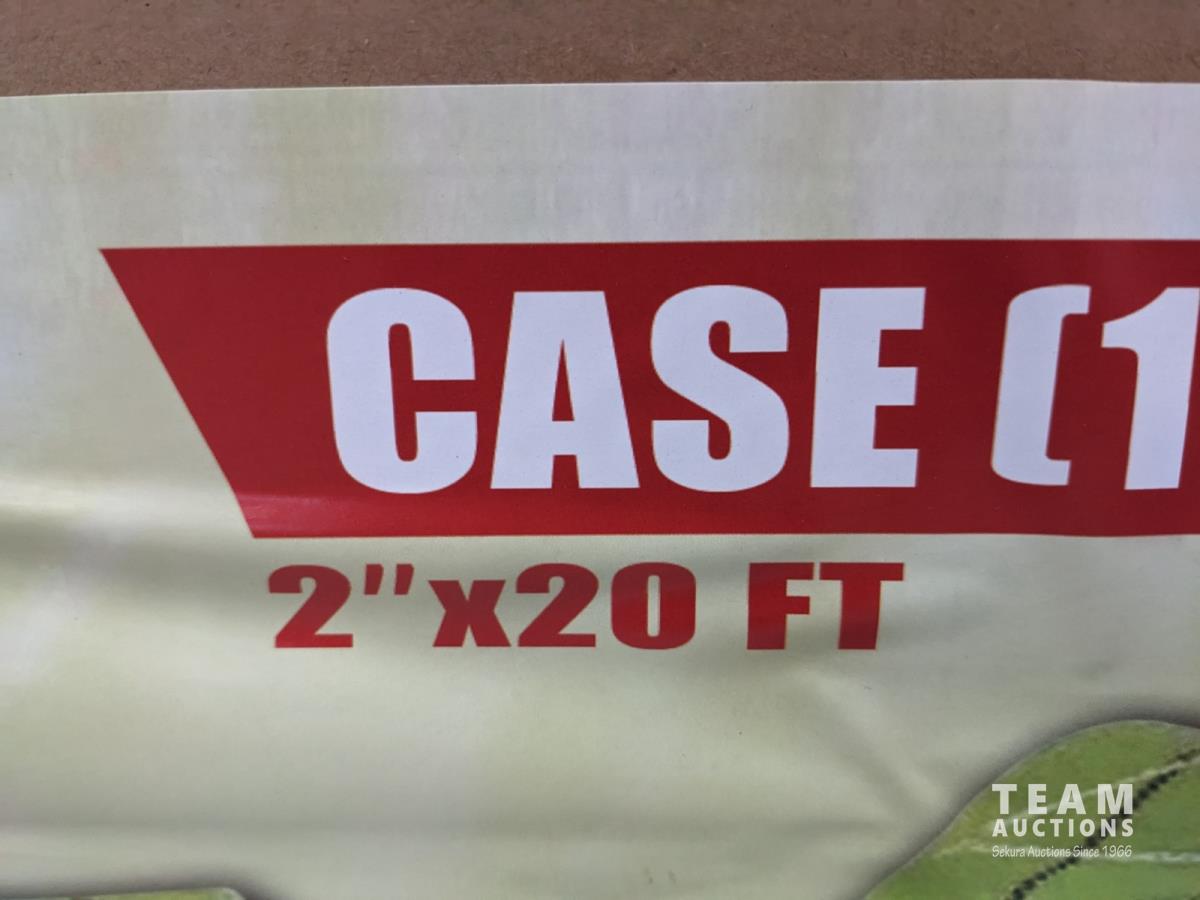 CASE (1
2"x20 FT
TEAM
AUCTIONS
Sekura Auctions Since 1966